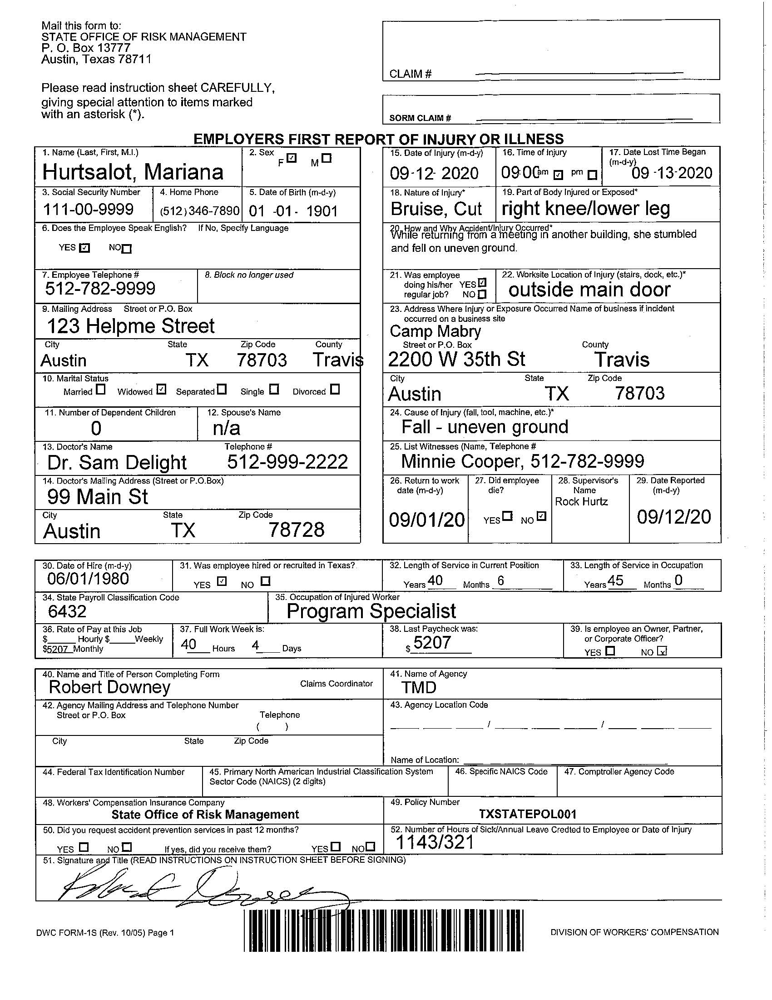 Mail this form to:
STATE OFFICE OF RISK MANAGEMENT
P. O. Box 13777
Austin, Texas 78711
CLAIM #
Please read instruction sheet CAREFULLY,
giving special attention to items marked
with an asterisk (*).
SORM CLAIM #
EMPLOYERS FIRST REPORT OF INJURY OR ILLNESS
1. Name (Last, First, M.I.) 2. Sex F ☑ M ☐
Hurtsalot, Mariana
3. Social Security Number 4. Home Phone 5. Date of Birth (m-d-y)
111-00-9999 (512)346-7890 01 -01- 1901
6. Does the Employee Speak English? If No, Specify Language
YES ☑ NO ☐
7. Employee Telephone # 8. Block no longer used
512-782-9999
9. Mailing Address Street or P.O. Box
123 Helpme Street
City State Zip Code County
Austin TX 78703 Travis
10. Marital Status
Married ☐ Widowed ☑ Separated ☐ Single ☐ Divorced ☐
11. Number of Dependent Children 12. Spouse's Name
0 n/a
13. Doctor's Name Telephone #
Dr. Sam Delight 512-999-2222
14. Doctor's Mailing Address (Street or P.O.Box)
99 Main St
City State Zip Code
Austin TX 78728
15. Date of Injury (m-d-y) 16. Time of Injury 17. Date Lost Time Began
(m-d-y)
09-12- 2020 09:00am ☑ pm ☐ 09 -13-2020
18. Nature of Injury* 19. Part of Body Injured or Exposed*
Bruise, Cut right knee/lower leg
20. How and Why Accident/Injury Occurred*
While returning from a meeting in another building, she stumbled
and fell on uneven ground.
21. Was employee 22. Worksite Location of Injury (stairs, dock, etc.)*
doing his/her YES ☑
regular job? NO ☐ outside main door
23. Address Where Injury or Exposure Occurred Name of business if incident
occurred on a business site
Camp Mabry
Street or P.O. Box County
2200 W 35th St Travis
City State Zip Code
Austin TX 78703
24. Cause of Injury (fall, tool, machine, etc.)*
Fall - uneven ground
25. List Witnesses (Name, Telephone #
Minnie Cooper, 512-782-9999
26. Return to work 27. Did employee 28. Supervisor's 29. Date Reported
date (m-d-y) die? Name (m-d-y)
Rock Hurtz
09/01/20 YES ☐ NO ☑ 09/12/20
30. Date of Hire (m-d-y) 31. Was employee hired or recruited in Texas? 32. Length of Service in Current Position 33. Length of Service in Occupation
06/01/1980 YES ☑ NO ☐ Years 40 Months 6 Years 45 Months 0
34. State Payroll Classification Code 35. Occupation of Injured Worker
6432 Program Specialist
36. Rate of Pay at this Job 37. Full Work Week is: 38. Last Paycheck was: 39. Is employee an Owner, Partner,
$ Hourly $ Weekly or Corporate Officer?
$5207 Monthly 40 Hours 4 Days $ 5207 YES ☐ NO ☒
40. Name and Title of Person Completing Form 41. Name of Agency
Robert Downey Claims Coordinator TMD
42. Agency Mailing Address and Telephone Number 43. Agency Location Code
Street or P.O. Box Telephone
( ) / /
City State Zip Code
Name of Location:
44. Federal Tax Identification Number 45. Primary North American Industrial Classification System 46. Specific NAICS Code 47. Comptroller Agency Code
Sector Code (NAICS) (2 digits)
48. Workers' Compensation Insurance Company 49. Policy Number
State Office of Risk Management TXSTATEPOL001
50. Did you request accident prevention services in past 12 months? 52. Number of Hours of Sick/Annual Leave Credted to Employee or Date of Injury
YES ☐ NO ☐ If yes, did you receive them? YES ☐ NO ☐ 1143/321
51. Signature and Title (READ INSTRUCTIONS ON INSTRUCTION SHEET BEFORE SIGNING)
Robert Downey
DWC FORM-1S (Rev. 10/05) Page 1 DIVISION OF WORKERS' COMPENSATION